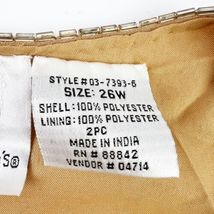 STYLE# 03-7393-6
SIZE: 26W
SHELL: 100% POLYESTER
LINING: 100% POLYESTER
2PC
MADE IN INDIA
RN # 88842
VENDOR # 04714
's®